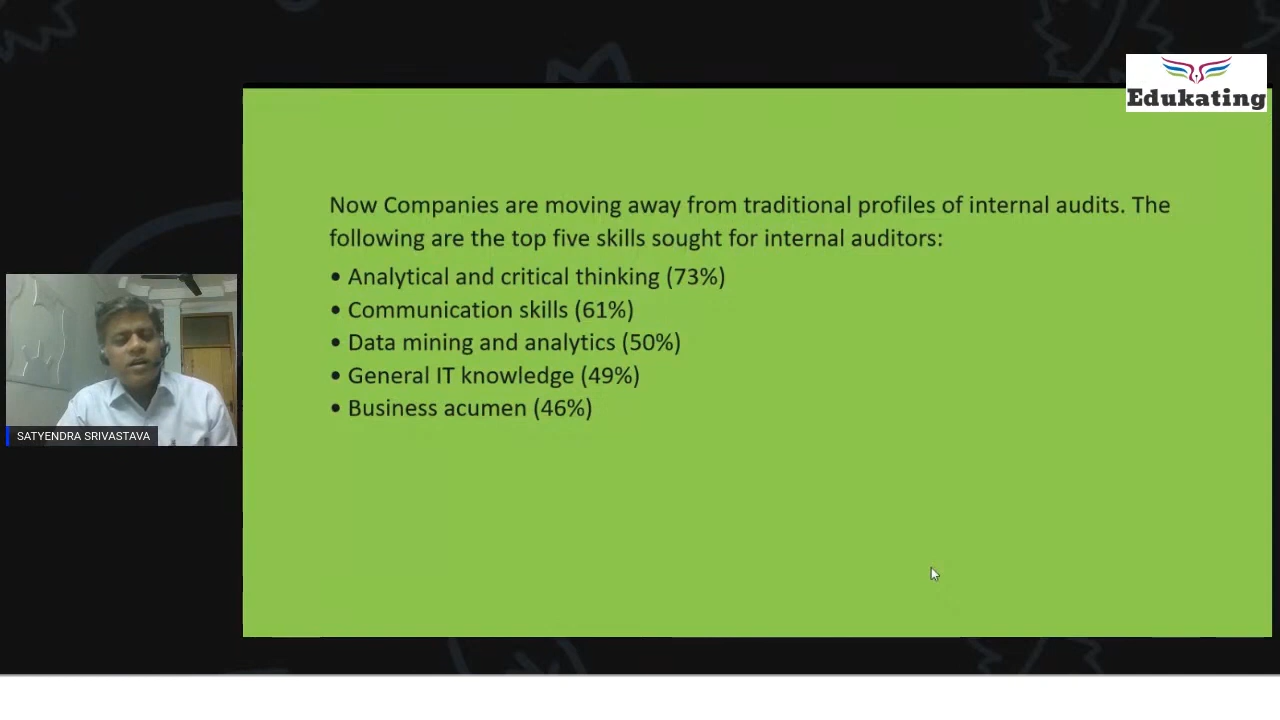 Edukating
Now Companies are moving away from traditional profiles of internal audits. The
following are the top five skills sought for internal auditors:
• Analytical and critical thinking (73%)
• Communication skills (61%)
• Data mining and analytics (50%)
• General IT knowledge (49%)
• Business acumen (46%)
SATYENDRA SRIVASTAVA